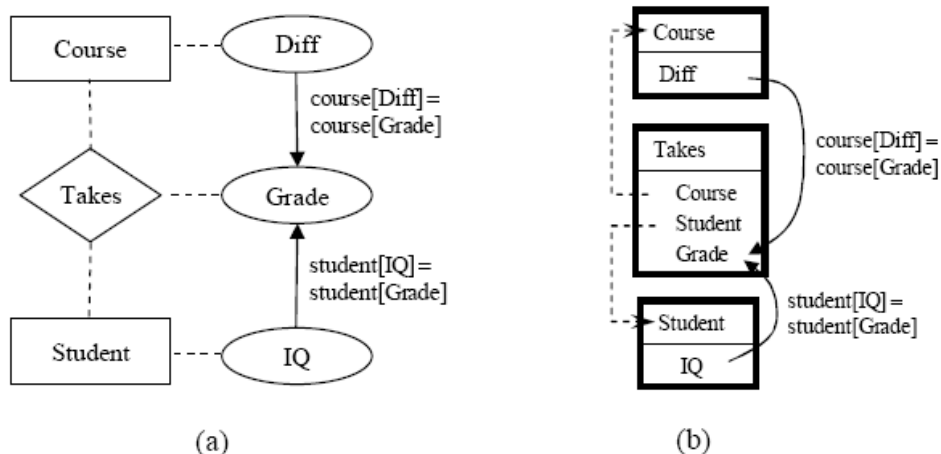 Course
Diff
course[Diff]=
course[Grade]
Takes
Grade
student[IQ]=
student[Grade]
Student
IQ
(a)
Course
Diff
course[Diff]=
course[Grade]
Takes
Course
Student
Grade
student[IQ]=
student[Grade]
Student
IQ
(b)